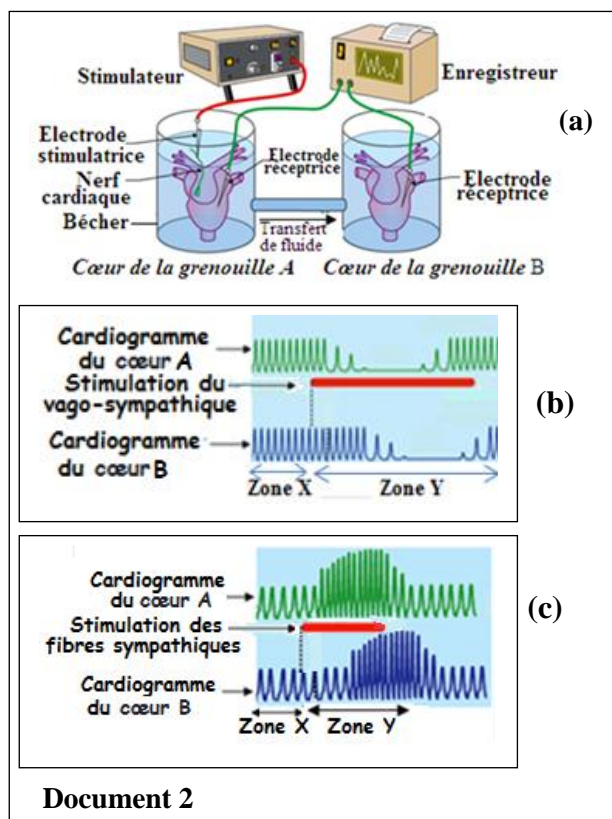 Stimulateur
Enregistreur
(a)
Electrode
stimulatrice
Nerf
cardiaque
Bécher
Electrode
réceptrice
Electrode
réceptrice
Transfert
de fluide
Cœur de la grenouille A
Cœur de la grenouille B
Cardiogramme
du cœur A
Stimulation du
vago-sympathique
Cardiogramme
du cœur B
Zone X
Zone Y
(b)
Cardiogramme
du cœur A
Stimulation des
fibres sympathiques
Cardiogramme
du cœur B
Zone X
Zone Y
(c)
Document 2